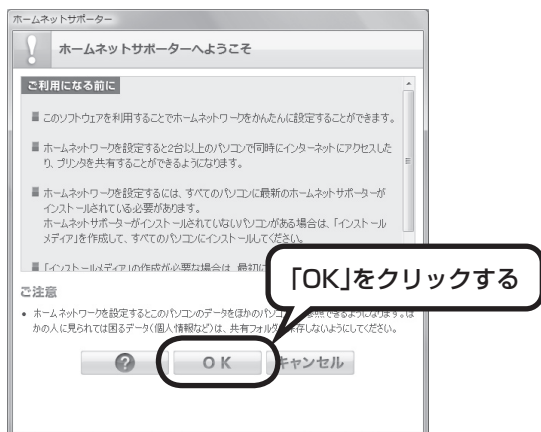 ホームネットサポーター
ホームネットサポーターへようこそ
ご利用になる前に
このソフトウェアを利用することでホームネットワークをかんたんに設定することができます。
ホームネットワークを設定すると2台以上のパソコンで同時にインターネットにアクセスした
り、プリンタを共有することができるようになります。
ホームネットワークを設定するには、すべてのパソコンに最新のホームネットサポーターが
インストールされている必要があります。
ホームネットサポーターがインストールされていないパソコンがある場合は、「インストール
メディア」を作成して、すべてのパソコンにインストールしてください。
「インストールメディア」の作成が必要な場合は、最初に
「OK」をクリックする
ご注意
• ホームネットワークを設定するとこのパソコンのデータをほかのパソコ
かの人に見られては困るデータ(個人情報など)は、共有フォルダ 保存しないようにしてください。
? OK キャンセル